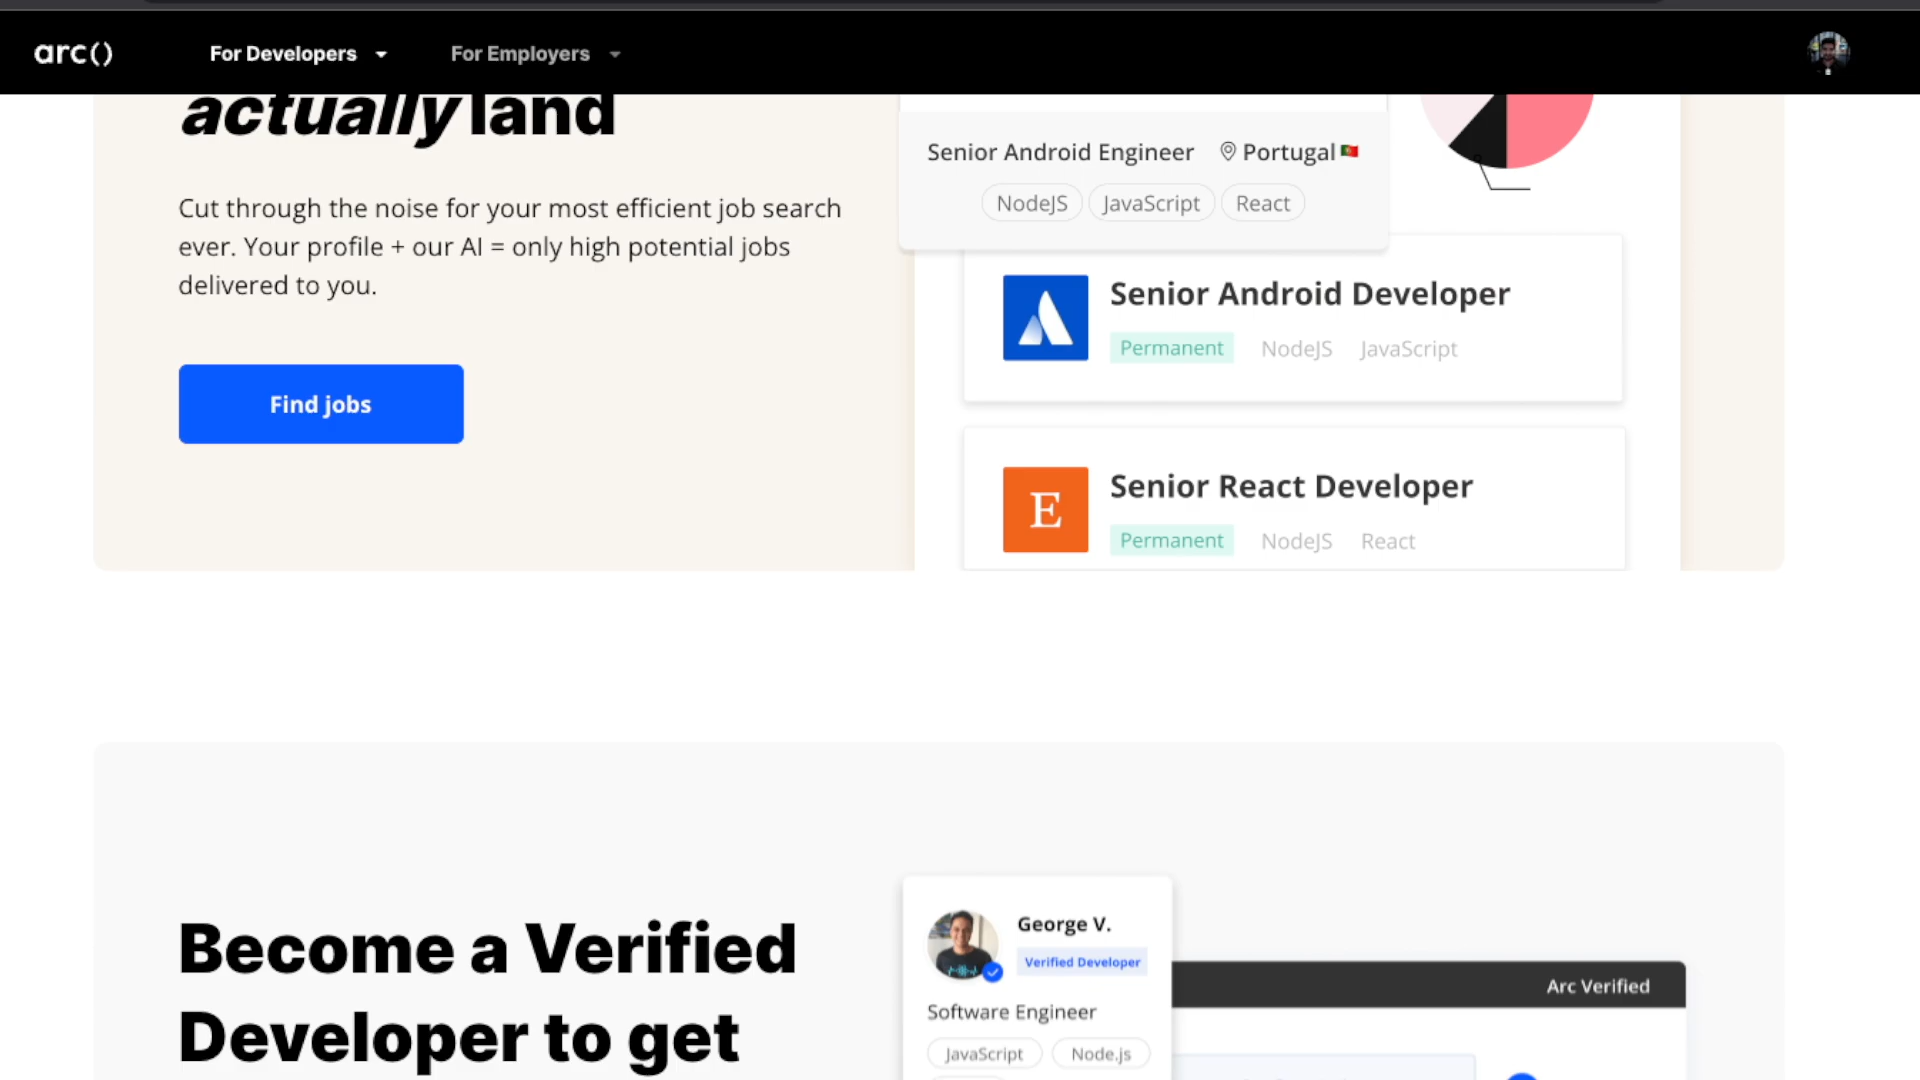 arc()
For Developers
For Employers
actually land
Cut through the noise for your most efficient job search
ever. Your profile + our AI = only high potential jobs
delivered to you.
Find jobs
Senior Android Engineer Portugal
NodeJS JavaScript React
Senior Android Developer
Permanent NodeJS JavaScript
E
Senior React Developer
Permanent NodeJS React
Become a Verified
Developer to get
George V.
Verified Developer
Software Engineer
JavaScript Node.js
Arc Verified